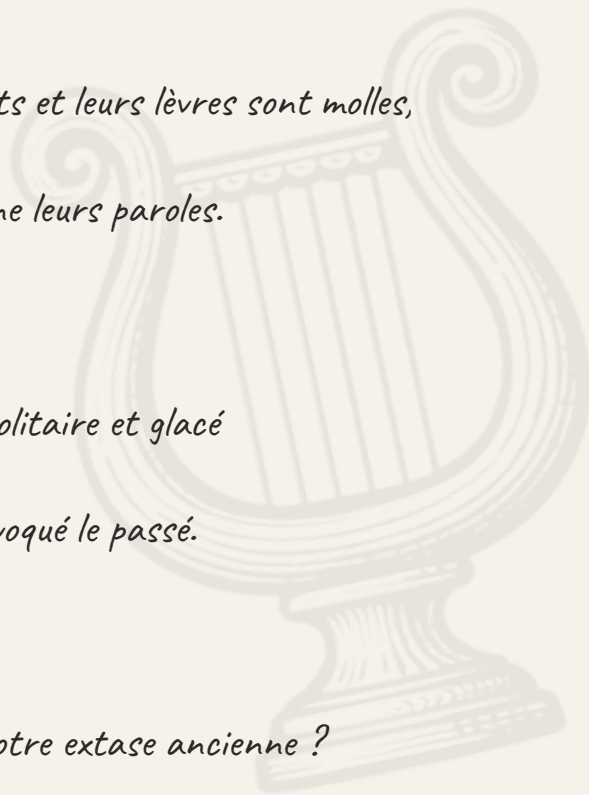 ts et leurs lèvres sont molles,
ne leurs paroles.
olitaire et glacé
voqué le passé.
otre extase ancienne ?